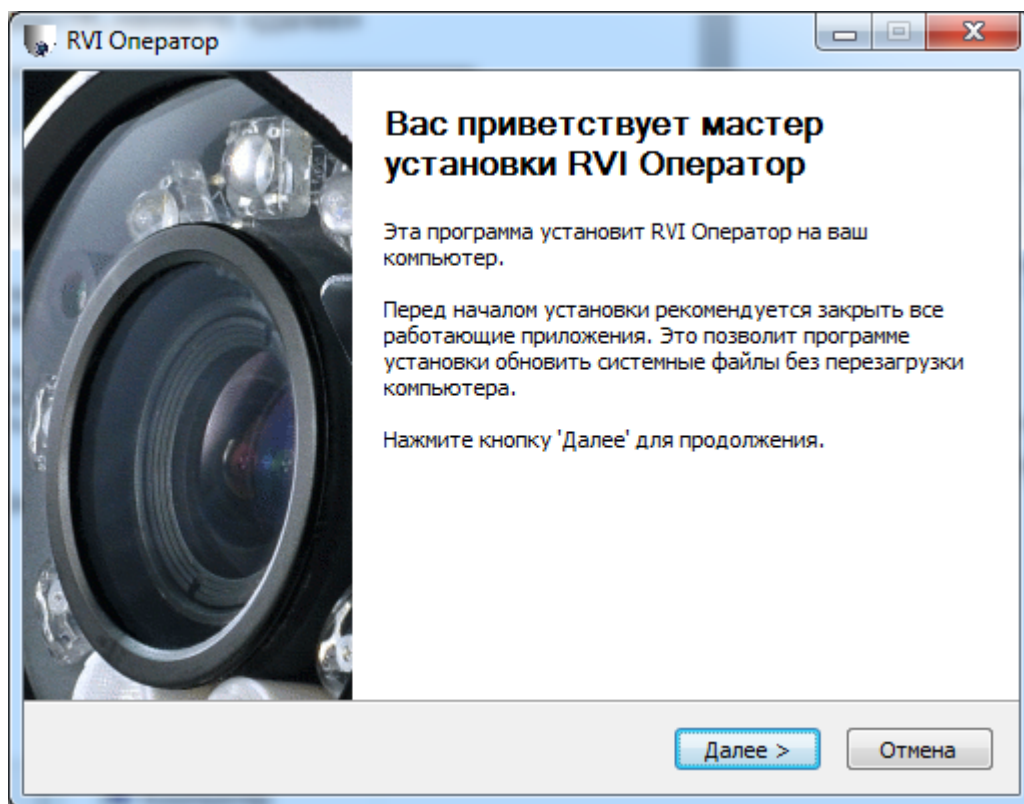 RVI Оператор
Вас приветствует мастер
установки RVI Оператор
Эта программа установит RVI Оператор на ваш
компьютер.
Перед началом установки рекомендуется закрыть все
работающие приложения. Это позволит программе
установки обновить системные файлы без перезагрузки
компьютера.
Нажмите кнопку 'Далее' для продолжения.
Далее >
Отмена